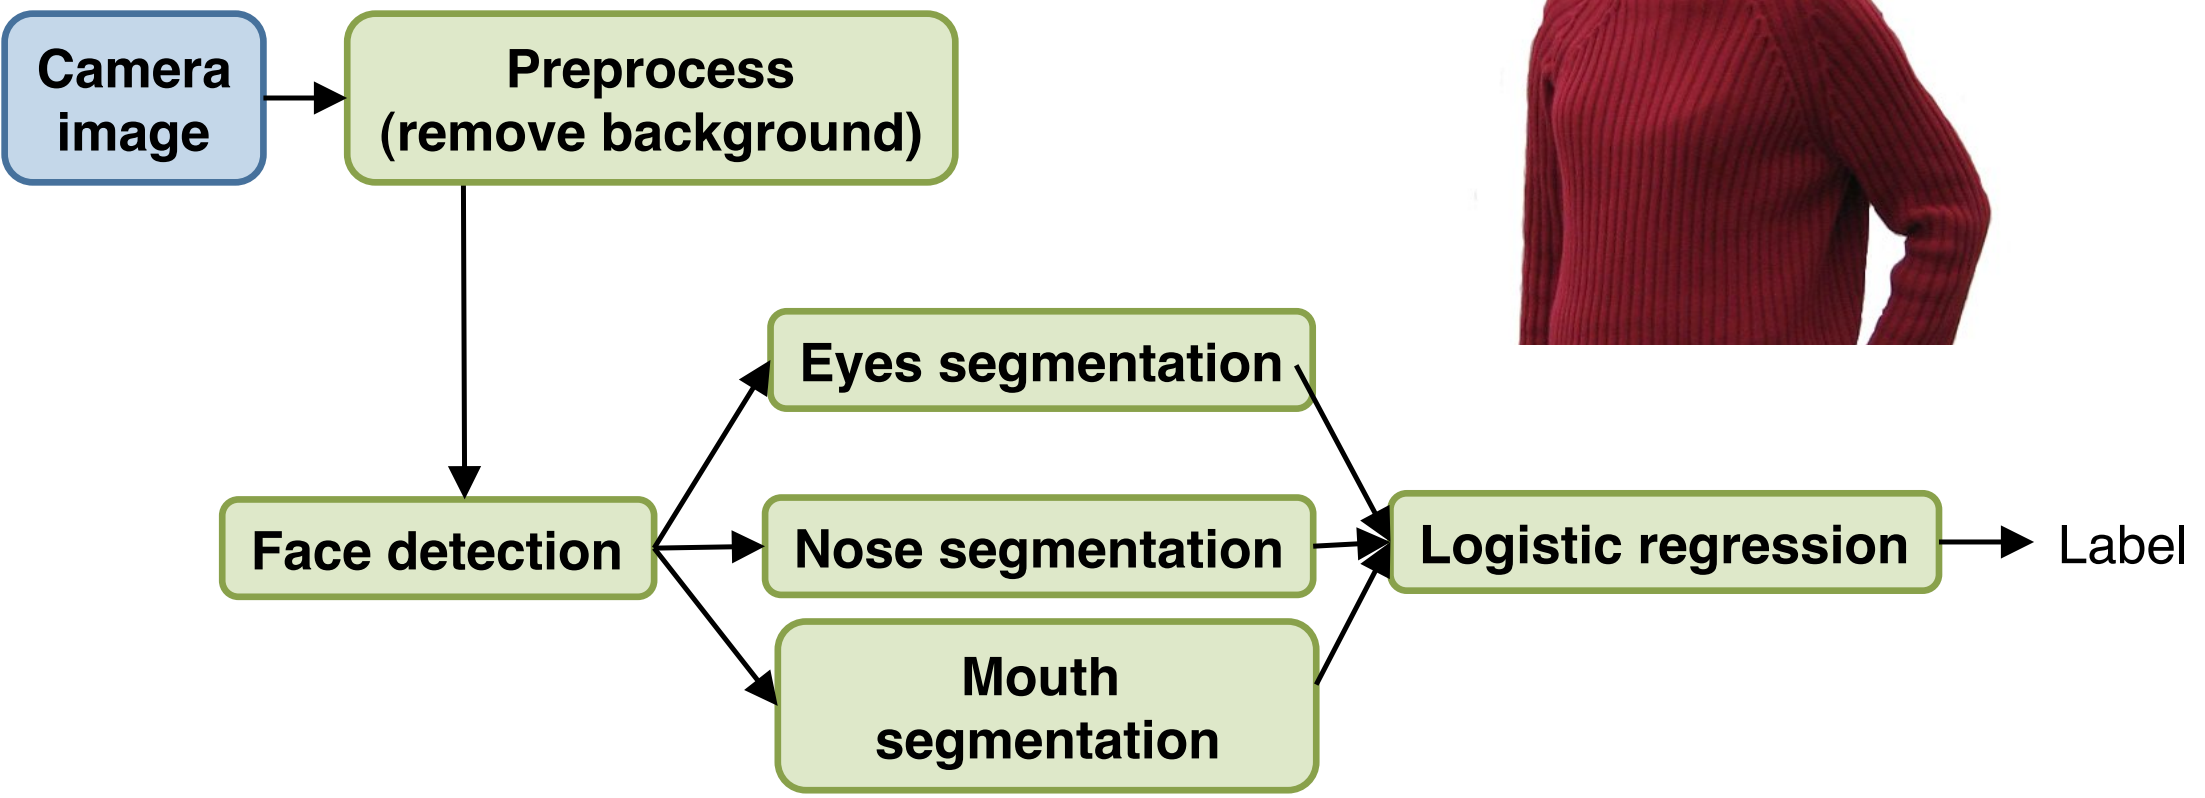 Camera
image
Preprocess
(remove background)
Eyes segmentation
Face detection
Nose segmentation
Logistic regression
Label
Mouth
segmentation